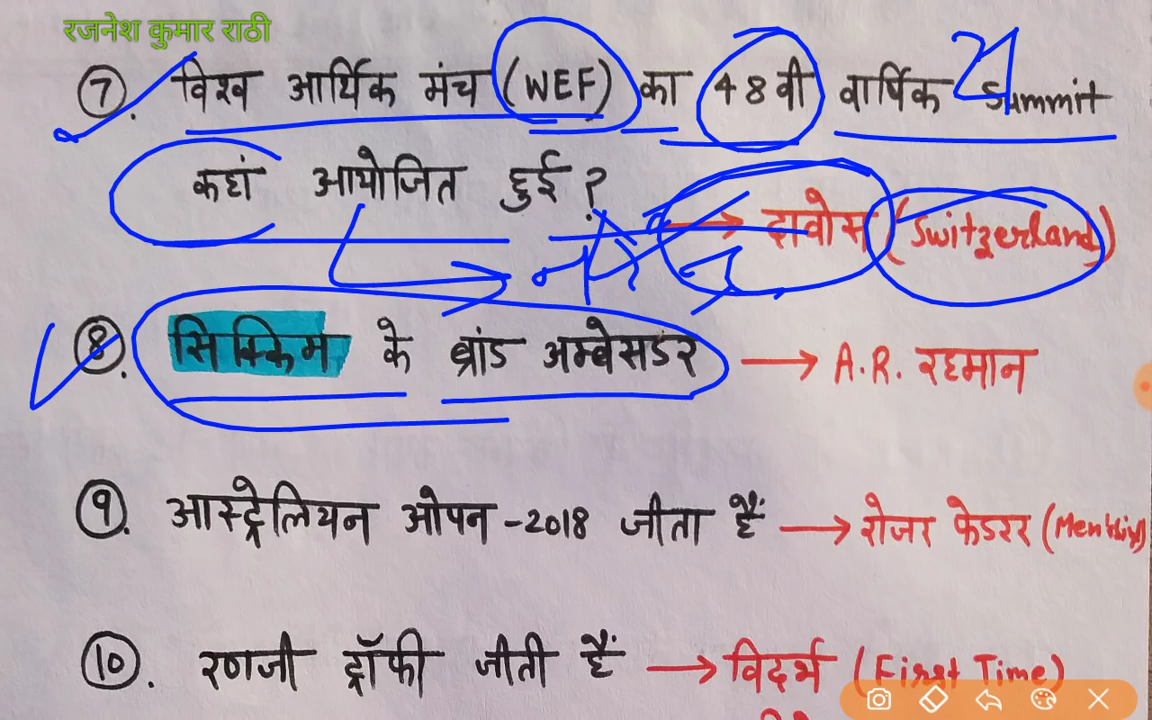 रजनेश कुमार राठी
⑦. विश्व आर्थिक मंच (WEF) का 48वी वार्षिक Summit
कहां आयोजित हुई ? → दावोस (Switzerland)
⑧. सिक्किम के ब्रांड अम्बेसडर → A.R. रहमान
⑨. आस्ट्रेलियन ओपन -2018 जीता हैं → रोजर फेडरर
⑩. रणजी ट्रॉफी जीती हैं → विदर्भ (First Time)